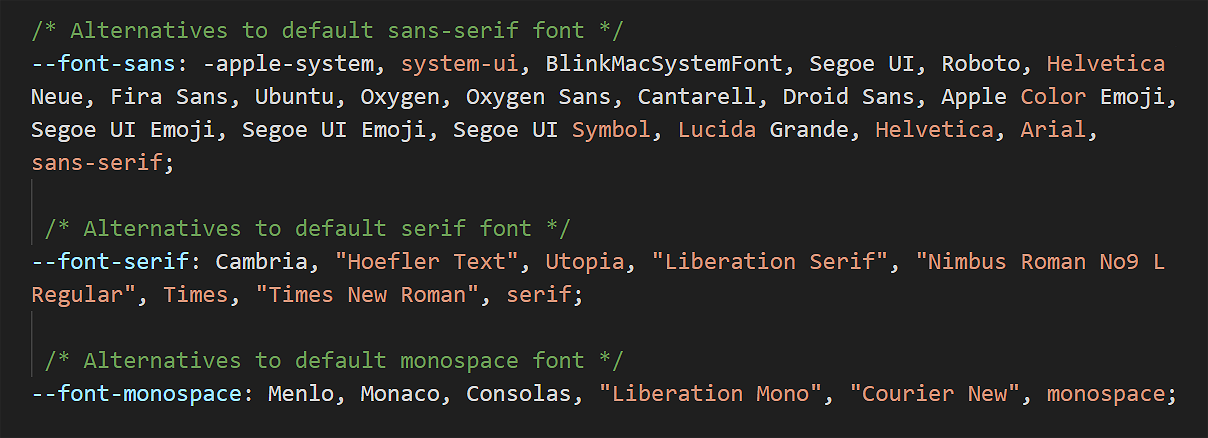 /* Alternatives to default sans-serif font */
--font-sans: -apple-system, system-ui, BlinkMacSystemFont, Segoe UI, Roboto, Helvetica
Neue, Fira Sans, Ubuntu, Oxygen, Oxygen Sans, Cantarell, Droid Sans, Apple Color Emoji,
Segoe UI Emoji, Segoe UI Emoji, Segoe UI Symbol, Lucida Grande, Helvetica, Arial,
sans-serif;
/* Alternatives to default serif font */
--font-serif: Cambria, "Hoefler Text", Utopia, "Liberation Serif", "Nimbus Roman No9 L
Regular", Times, "Times New Roman", serif;
/* Alternatives to default monospace font */
--font-monospace: Menlo, Monaco, Consolas, "Liberation Mono", "Courier New", monospace;